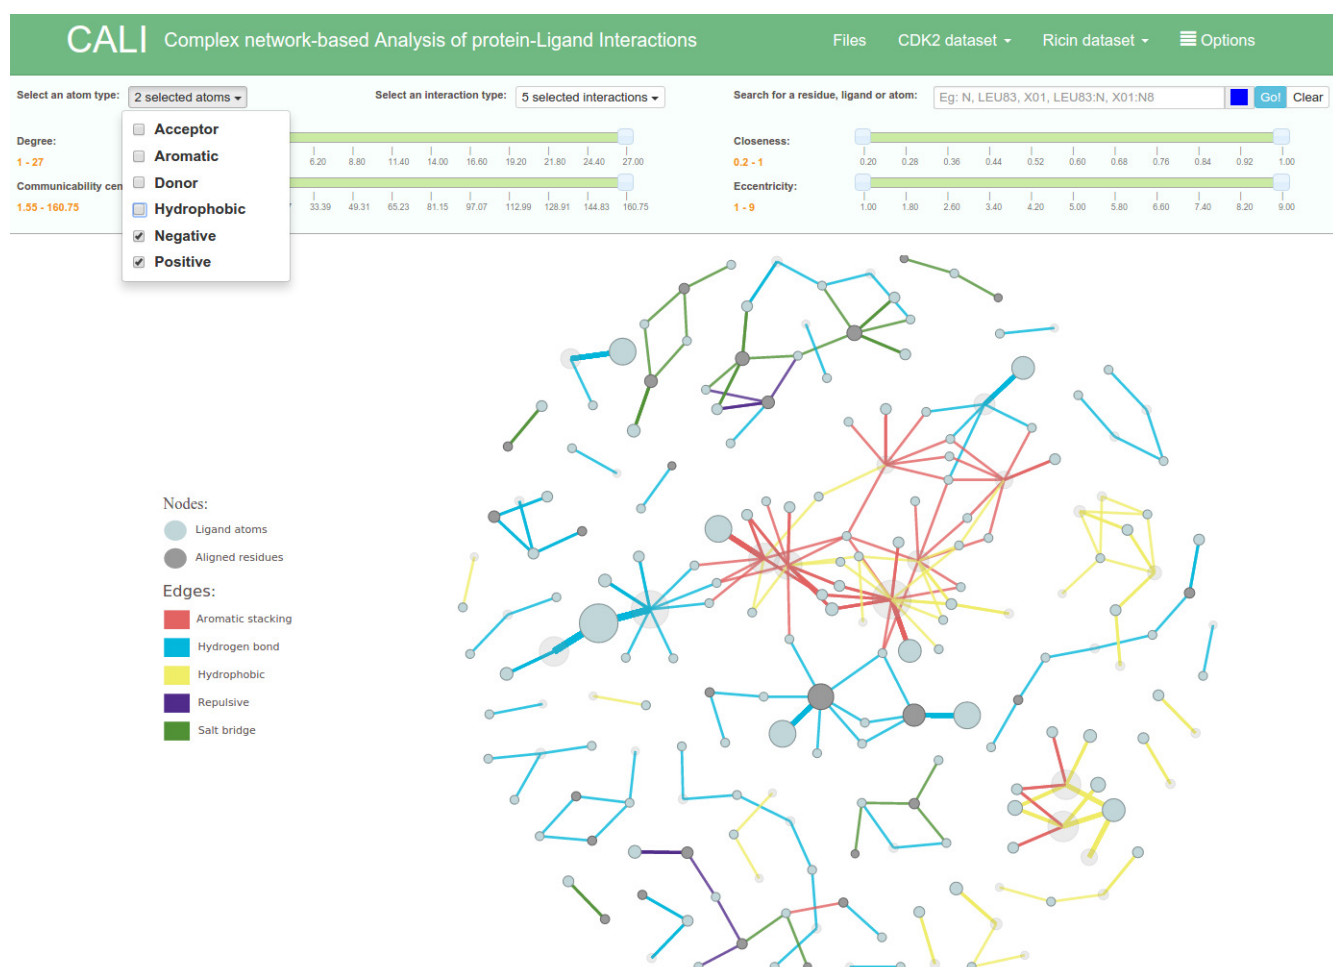 CALI Complex network-based Analysis of protein-Ligand Interactions Files CDK2 dataset Ricin dataset Options
Select an atom type: 2 selected atoms Select an interaction type: 5 selected interactions Search for a residue, ligand or atom: Eg: N, LEU83, X01, LEU83:N, X01:N8 Go! Clear
Acceptor
Aromatic
Donor
Hydrophobic
Negative
Positive
Degree:
1 - 27 6.20 8.80 11.40 14.00 16.60 19.20 21.80 24.40 27.00
Communicability cen
1.55 - 160.75 33.39 49.31 65.23 81.15 97.07 112.99 128.91 144.83 160.75
Closeness:
0.2 - 1 0.20 0.28 0.36 0.44 0.52 0.60 0.68 0.76 0.84 0.92 1.00
Eccentricity:
1 - 9 1.00 1.80 2.60 3.40 4.20 5.00 5.80 6.60 7.40 8.20 9.00
Nodes:
Ligand atoms
Aligned residues
Edges:
Aromatic stacking
Hydrogen bond
Hydrophobic
Repulsive
Salt bridge